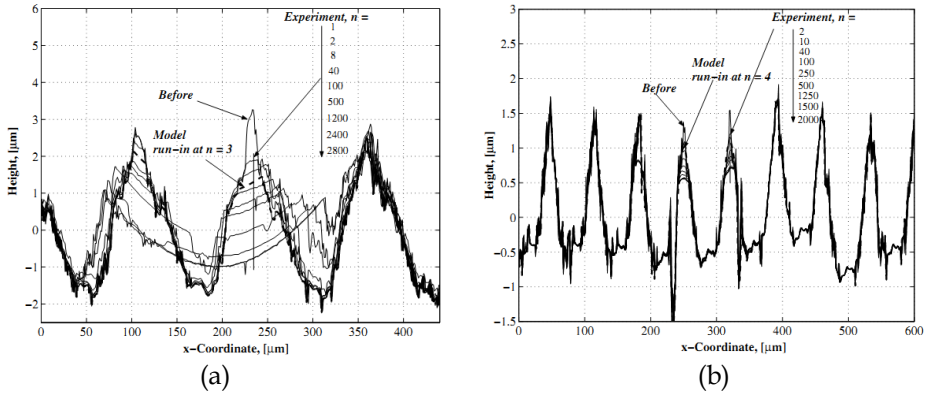 Experiment, n =
1
2
8
40
100
500
1200
2400
2800
Before
Model
run−in at n = 3
Height, [μm]
6
5
4
3
2
1
0
−1
−2
0 50 100 150 200 250 300 350 400
x−Coordinate, [μm]
(a)
Experiment, n =
2
10
40
100
250
500
1250
1500
2000
Model
run−in at n = 4
Before
Height, [μm]
3
2.5
2
1.5
1
0.5
0
−0.5
−1
−1.5
0 100 200 300 400 500 600
x−Coordinate, [μm]
(b)